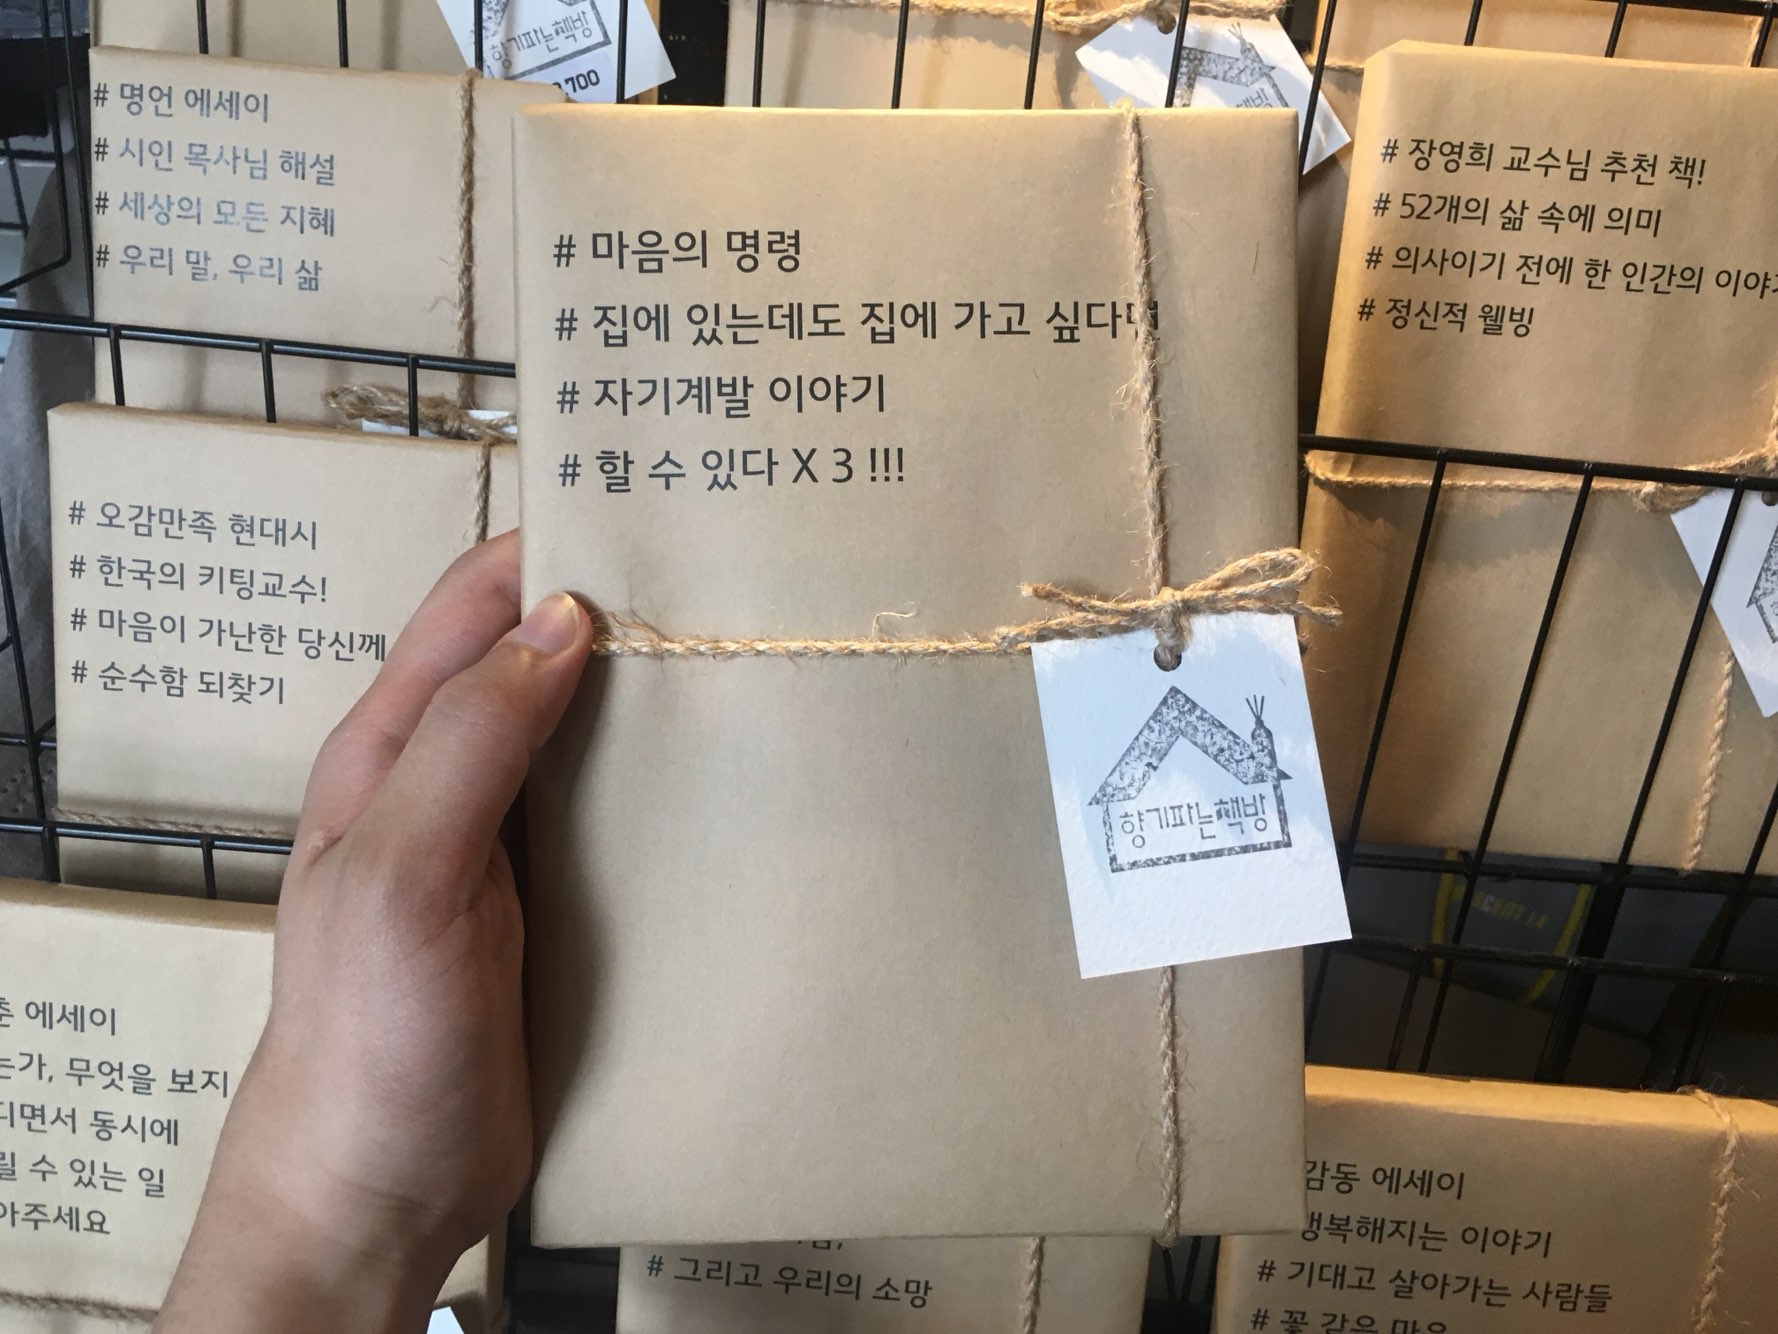 향기파는책방
700
# 명언 에세이
# 시인 목사님 해설
# 세상의 모든 지혜
# 우리 말, 우리 삶
# 마음의 명령
# 집에 있는데도 집에 가고 싶다면
# 자기계발 이야기
# 할 수 있다 X 3 !!!
향기파는책방
# 장영희 교수님 추천 책!
# 52개의 삶 속에 의미
# 의사이기 전에 한 인간의
# 정신적 웰빙
# 오감만족 현대시
# 한국의 키팅교수!
# 마음이 가난한 당신께
# 순수함 되찾기
에세이
무엇을 보지
동시에
수 있는 일
# 그리고 우리의 소망
감동 에세이
행복해지는 이야기
# 기대고 살아가는 사람들
# 꽃 같은